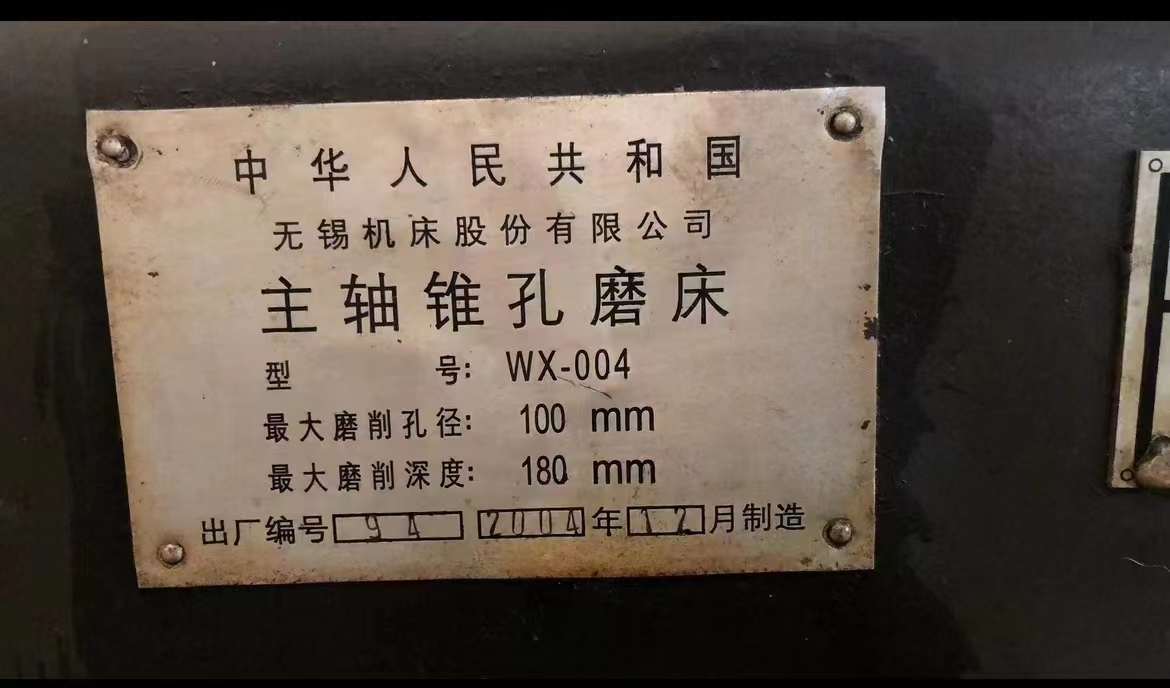 中华人民共和国
无锡机床股份有限公司
主轴锥孔磨床
型 号: WX-004
最大磨削孔径: 100 mm
最大磨削深度: 180 mm
出厂编号 94 2004 年 12 月制造